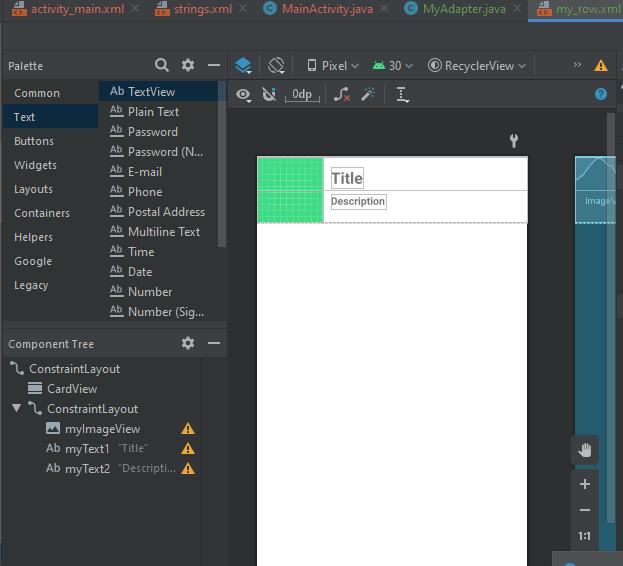 activity_main.xml strings.xml MainActivity.java MyAdapter.java my_row.xml
Palette Pixel 30 RecyclerView
Common Ab TextView 0dp
Text Ab Plain Text
Ab Password
Buttons Ab Password (N...
Widgets Ab E-mail
Layouts Ab Phone
Containers Ab Postal Address
Helpers Ab Multiline Text
Google Ab Time
Legacy Ab Date
Ab Number
Ab Number (Sig...
Title
Description
Component Tree
ConstraintLayout
CardView
ConstraintLayout
myImageView
Ab myText1 "Title"
Ab myText2 "Descripti...
1:1